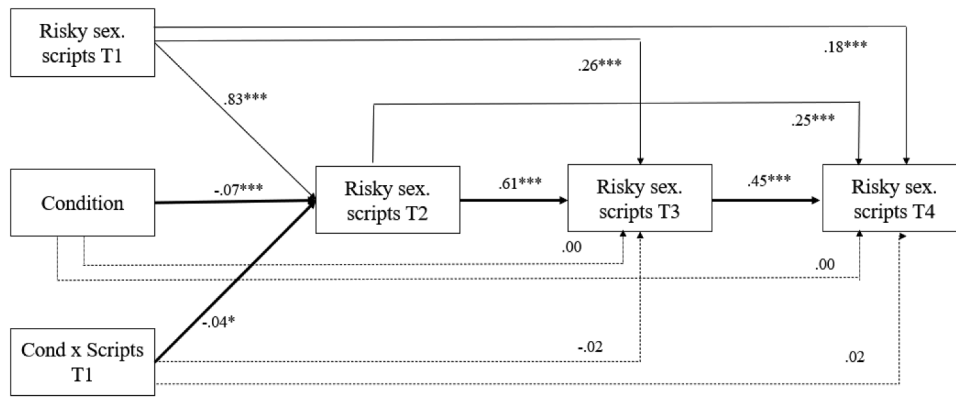 Risky sex.
scripts T1
.18***
.26***
.83***
.25***
Condition
-.07***
Risky sex.
scripts T2
.61***
Risky sex.
scripts T3
.45***
Risky sex.
scripts T4
.00
.00
-.04*
Cond x Scripts
T1
-.02
.02